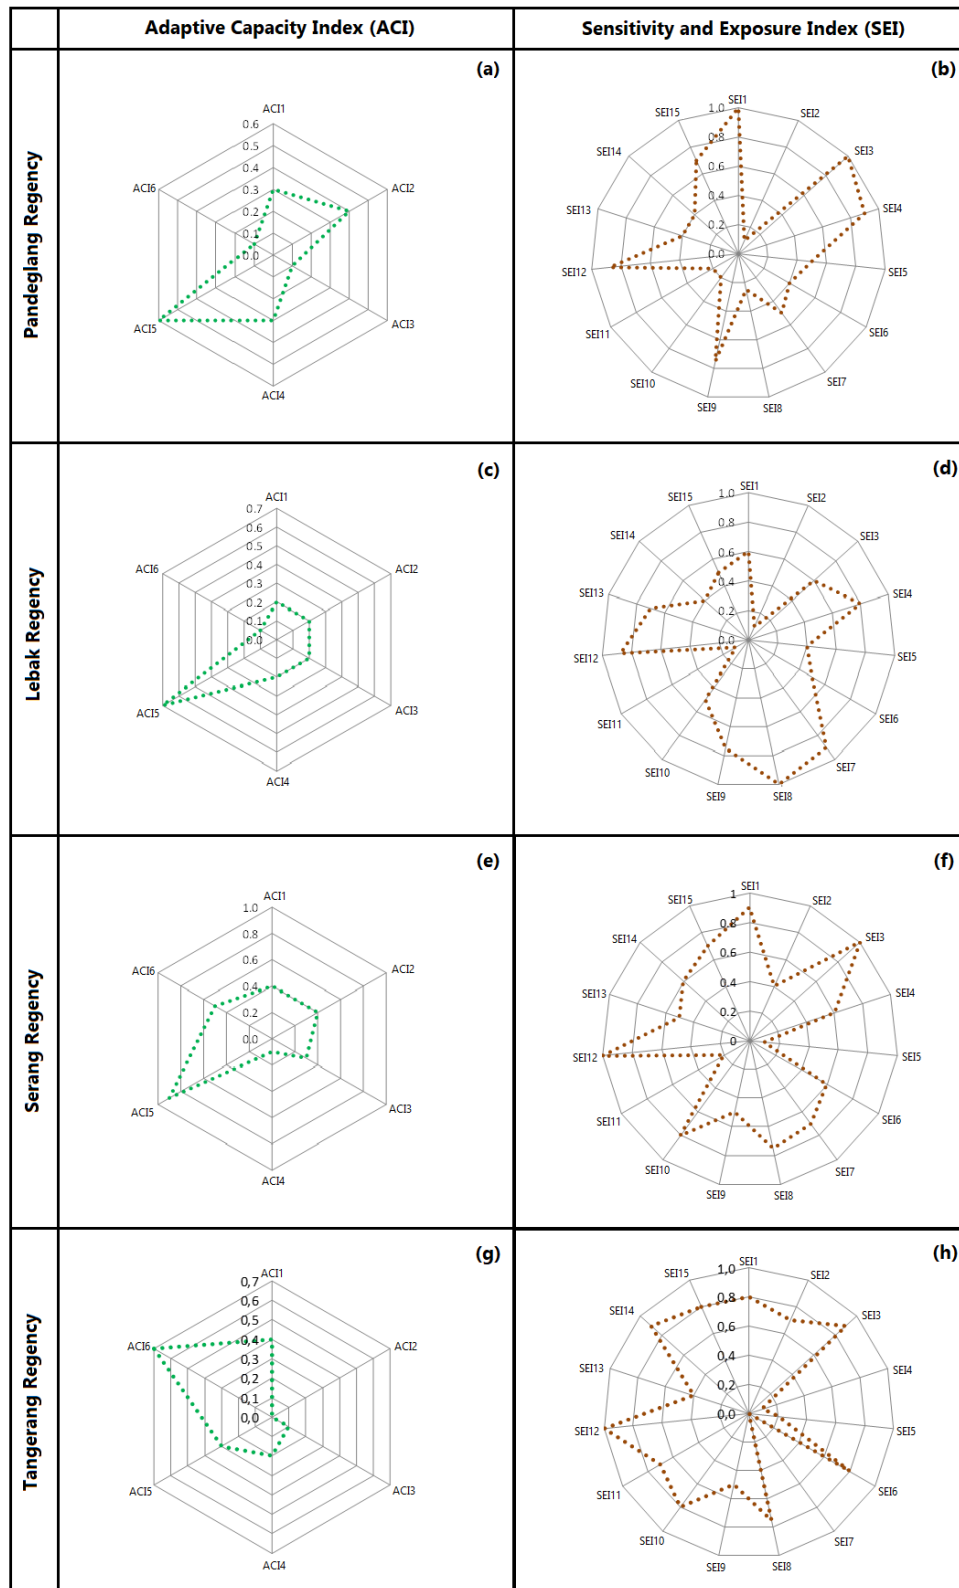 Adaptive Capacity Index (ACI)
Sensitivity and Exposure Index (SEI)
Pandeglang Regency
(a)
ACI1
0.6
0.5
0.4
0.3
0.2
0.1
0.0
ACI2
ACI3
ACI4
ACI5
ACI6
(b)
SEI1
1.0
0.8
0.6
0.4
0.2
0.0
SEI2
SEI3
SEI4
SEI5
SEI6
SEI7
SEI8
SEI9
SEI10
SEI11
SEI12
SEI13
SEI14
SEI15
Lebak Regency
(c)
ACI1
0.7
0.6
0.5
0.4
0.3
0.2
0.1
0.0
ACI2
ACI3
ACI4
ACI5
ACI6
(d)
SEI1
1.0
0.8
0.6
0.4
0.2
0.0
SEI2
SEI3
SEI4
SEI5
SEI6
SEI7
SEI8
SEI9
SEI10
SEI11
SEI12
SEI13
SEI14
SEI15
Serang Regency
(e)
ACI1
1.0
0.8
0.6
0.4
0.2
0.0
ACI2
ACI3
ACI4
ACI5
ACI6
(f)
SEI1
1
0.8
0.6
0.4
0.2
0
SEI2
SEI3
SEI4
SEI5
SEI6
SEI7
SEI8
SEI9
SEI10
SEI11
SEI12
SEI13
SEI14
SEI15
Tangerang Regency
(g)
ACI1
0,7
0,6
0,5
0,4
0,3
0,2
0,1
0,0
ACI2
ACI3
ACI4
ACI5
ACI6
(h)
SEI1
1,0
0,8
0,6
0,4
0,2
0,0
SEI2
SEI3
SEI4
SEI5
SEI6
SEI7
SEI8
SEI9
SEI10
SEI11
SEI12
SEI13
SEI14
SEI15